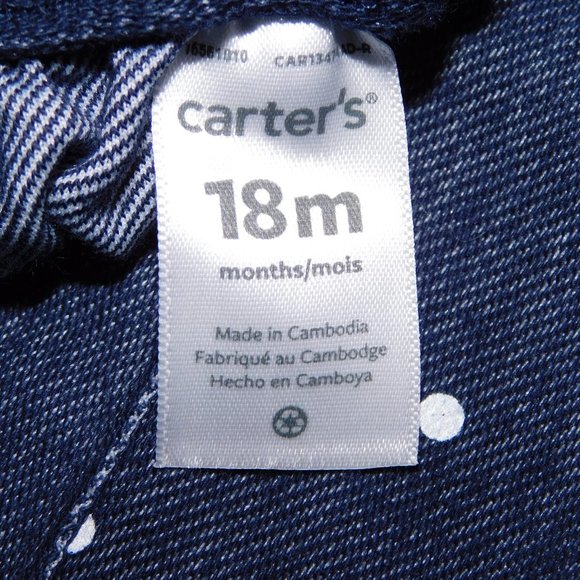 carter's®
18m
months/mois
Made in Cambodia
Fabriqué au Cambodge
Hecho en Camboya